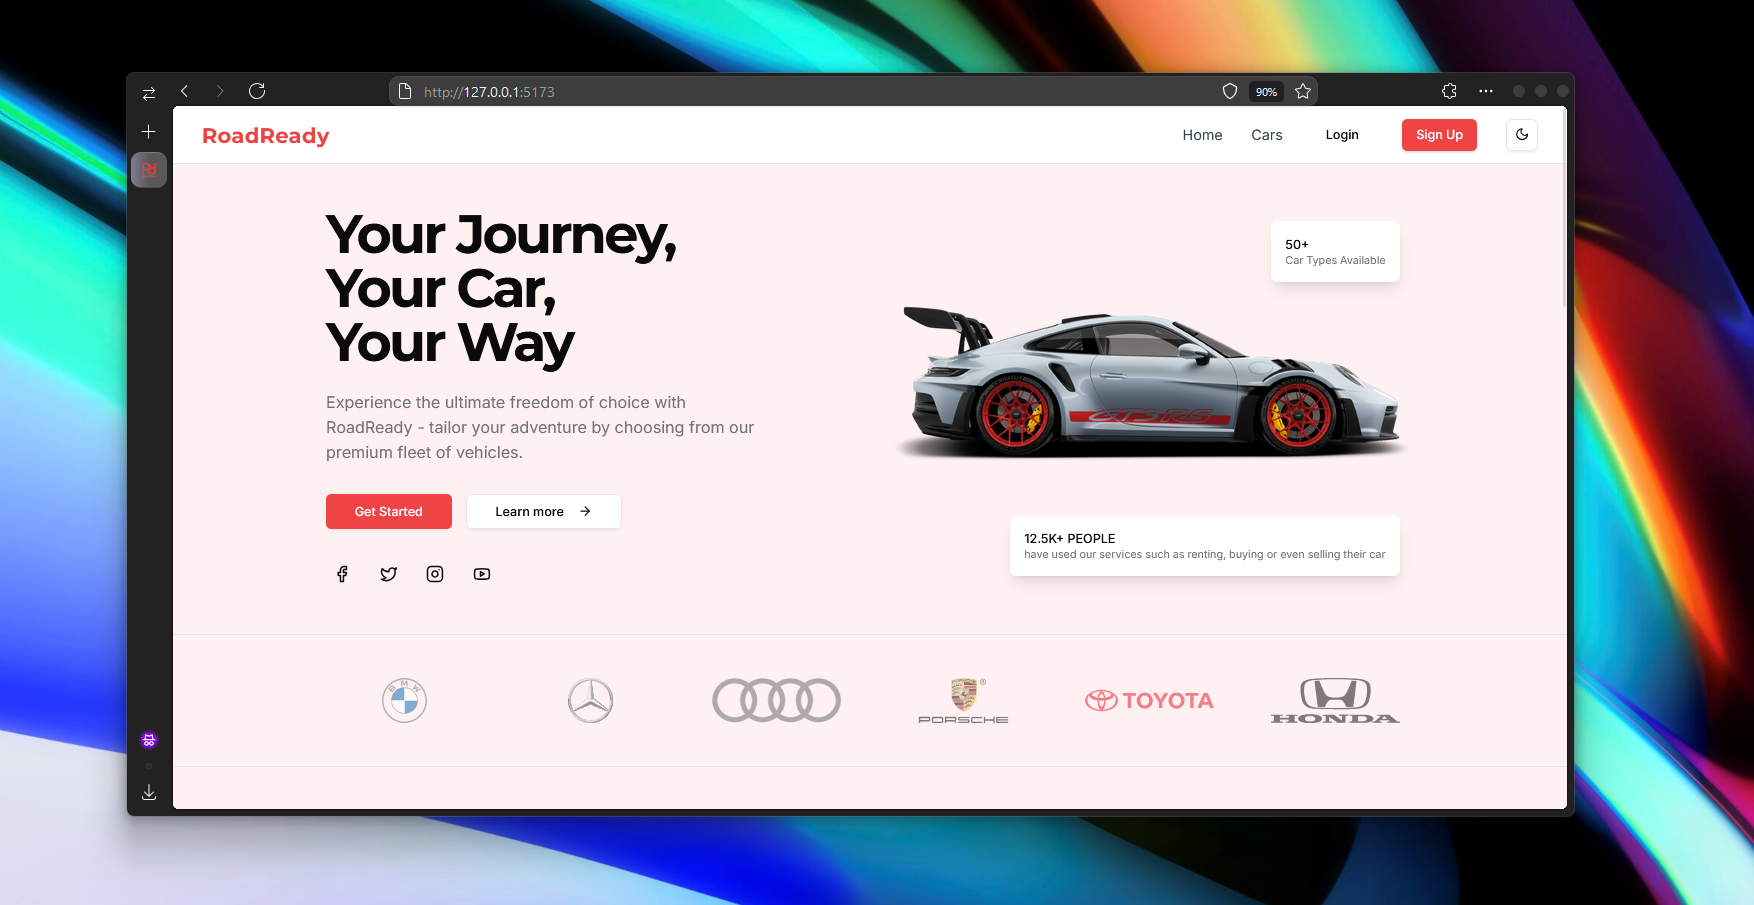 http://127.0.0.1:5173
90%
RoadReady
Home
Cars
Login
Sign Up
Your Journey,
Your Car,
Your Way
Experience the ultimate freedom of choice with
RoadReady - tailor your adventure by choosing from our
premium fleet of vehicles.
Get Started
Learn more
50+
Car Types Available
GT3 RS
12.5K+ PEOPLE
have used our services such as renting, buying or even selling their car
BMW
PORSCHE
®
TOYOTA
HONDA